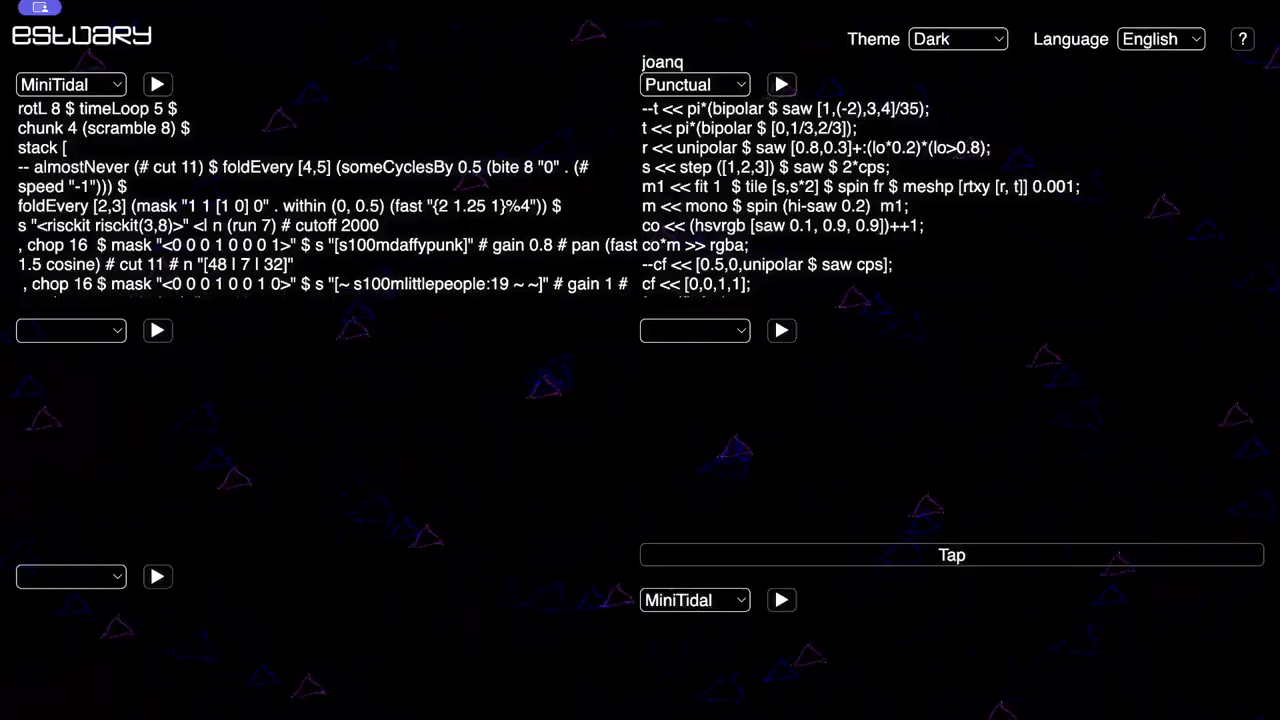 estuary
Theme Dark Language English ?
MiniTidal
rotL 8 $ timeLoop 5 $
chunk 4 (scramble 8) $
stack [
-- almostNever (# cut 11) $ foldEvery [4,5] (someCyclesBy 0.5 (bite 8 "0" . (#
speed "-1"))) $
foldEvery [2,3] (mask "1 1 [1 0] 0" . within (0, 0.5) (fast "{2 1.25 1}%4")) $
s "<risckit risckit(3,8)>" <| n (run 7) # cutoff 2000
, chop 16 $ mask "<0 0 0 1 0 0 0 1>" $ s "[s100mdaffypunk]" # gain 0.8 # pan (fast
1.5 cosine) # cut 11 # n "[48 | 7 | 32]"
, chop 16 $ mask "<0 0 0 1 0 0 1 0>" $ s "[~ s100mlittlepeople:19 ~ ~]" # gain 1 #
joanq
Punctual
--t << pi*(bipolar $ saw [1,(-2),3,4]/35);
t << pi*(bipolar $ [0,1/3,2/3]);
r << unipolar $ saw [0.8,0.3]+:(lo*0.2)*(lo>0.8);
s << step ([1,2,3]) $ saw $ 2*cps;
m1 << fit 1 $ tile [s,s*2] $ spin fr $ meshp [rtxy [r, t]] 0.001;
m << mono $ spin (hi-saw 0.2) m1;
co << (hsvrgb [saw 0.1, 0.9, 0.9])++1;
co*m >> rgba;
--cf << [0.5,0,unipolar $ saw cps];
cf << [0,0,1,1];
Tap
MiniTidal